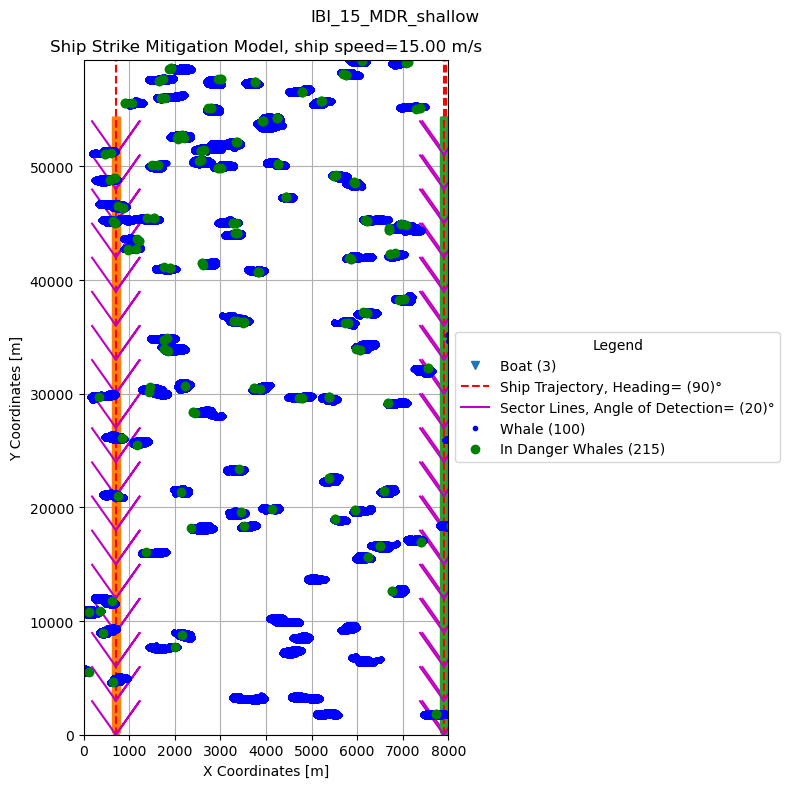 IBI_15_MDR_shallow
Ship Strike Mitigation Model, ship speed=15.00 m/s
Y Coordinates [m]
50000
40000
30000
20000
10000
0
0 1000 2000 3000 4000 5000 6000 7000 8000
X Coordinates [m]
Legend
Boat (3)
Ship Trajectory, Heading= (90)°
Sector Lines, Angle of Detection= (20)°
Whale (100)
In Danger Whales (215)